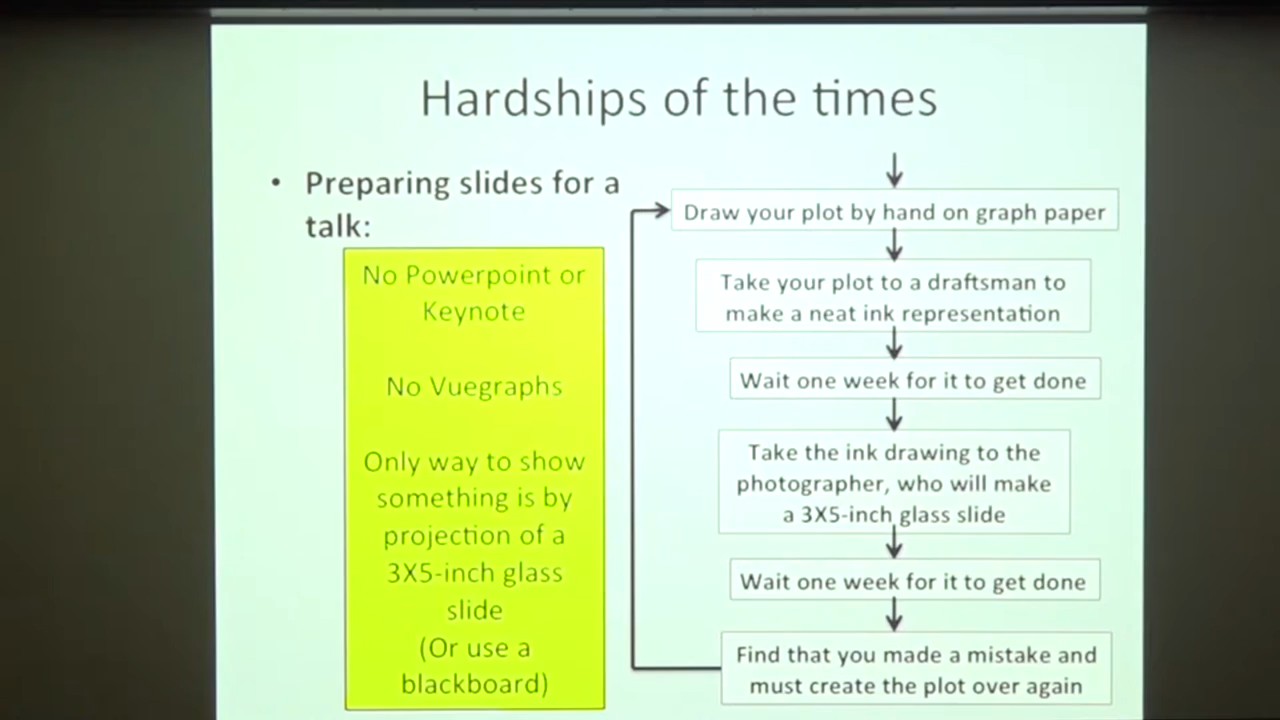 Hardships of the times
• Preparing slides for a
talk:
No Powerpoint or
Keynote
No Vuegraphs
Only way to show
something is by
projection of a
3X5-inch glass
slide
(Or use a
blackboard)
Draw your plot by hand on graph paper
Take your plot to a draftsman to
make a neat ink representation
Wait one week for it to get done
Take the ink drawing to the
photographer, who will make
a 3X5-inch glass slide
Wait one week for it to get done
Find that you made a mistake and
must create the plot over again